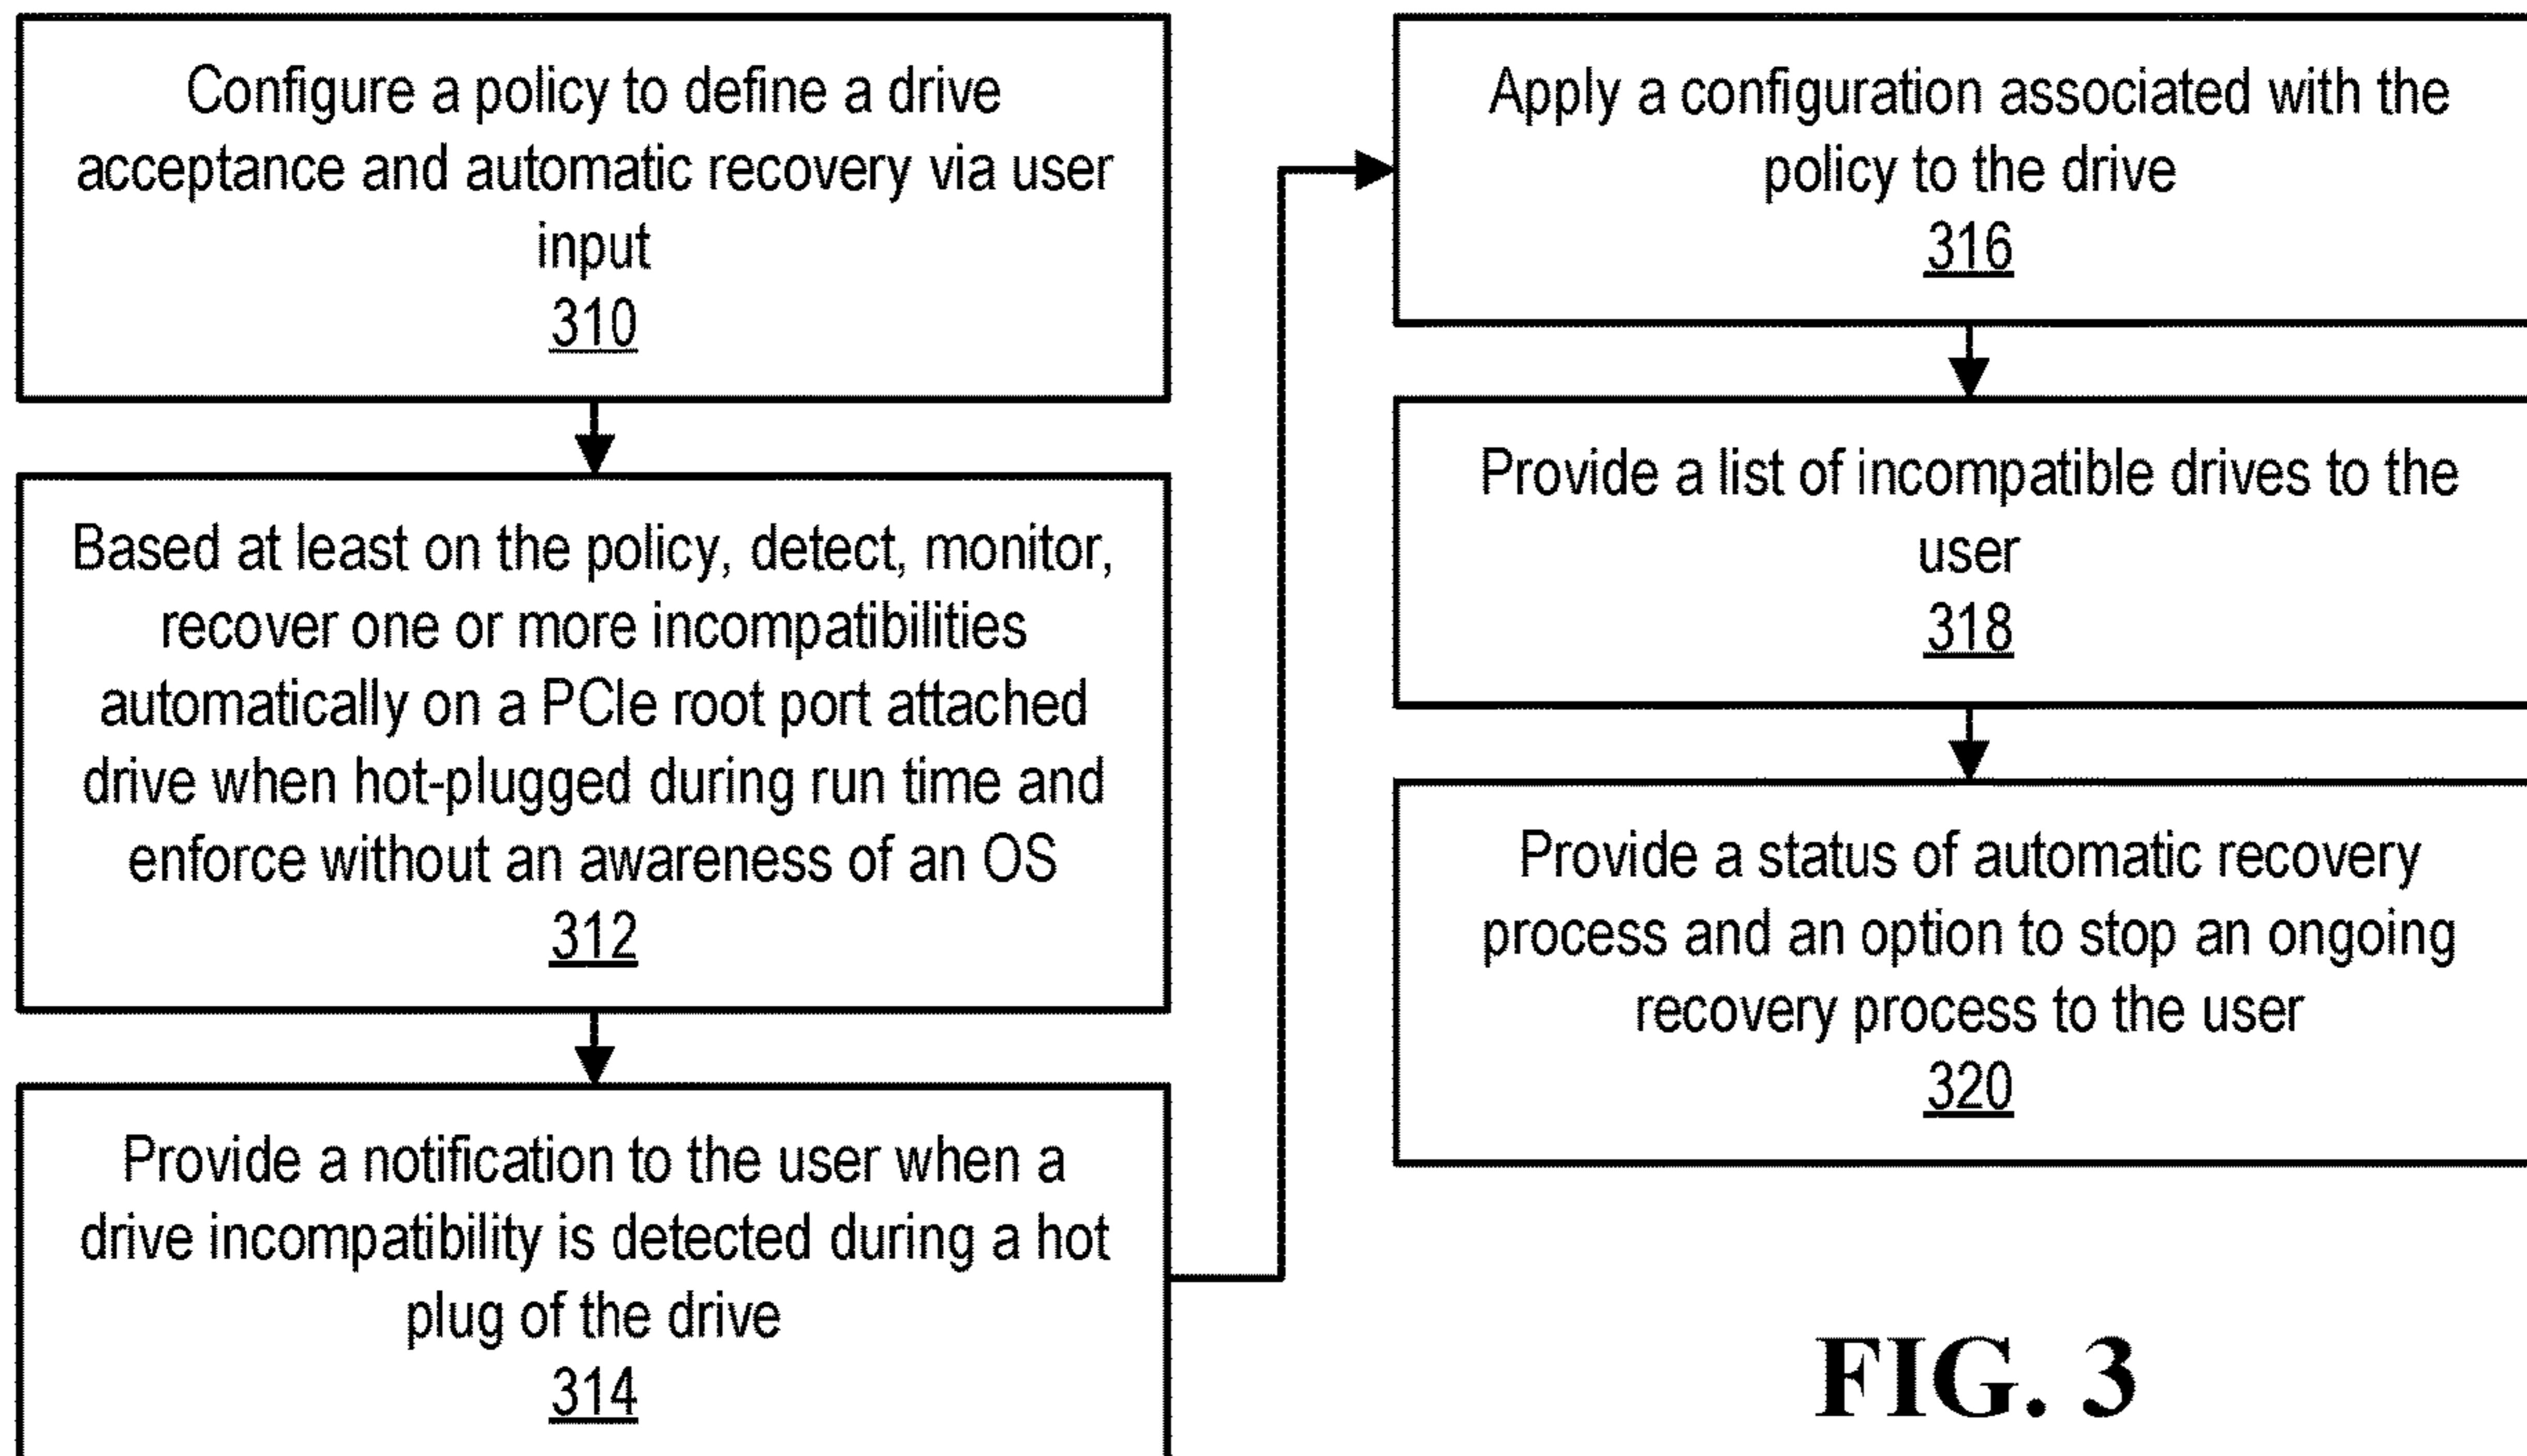 Configure a policy to define a drive
acceptance and automatic recovery via user
input
310
Based at least on the policy, detect, monitor,
recover one or more incompatibilities
automatically on a PCIe root port attached
drive when hot-plugged during run time and
enforce without an awareness of an OS
312
Provide a notification to the user when a
drive incompatibility is detected during a hot
plug of the drive
314
Apply a configuration associated with the
policy to the drive
316
Provide a list of incompatible drives to the
user
318
Provide a status of automatic recovery
process and an option to stop an ongoing
recovery process to the user
320
FIG. 3